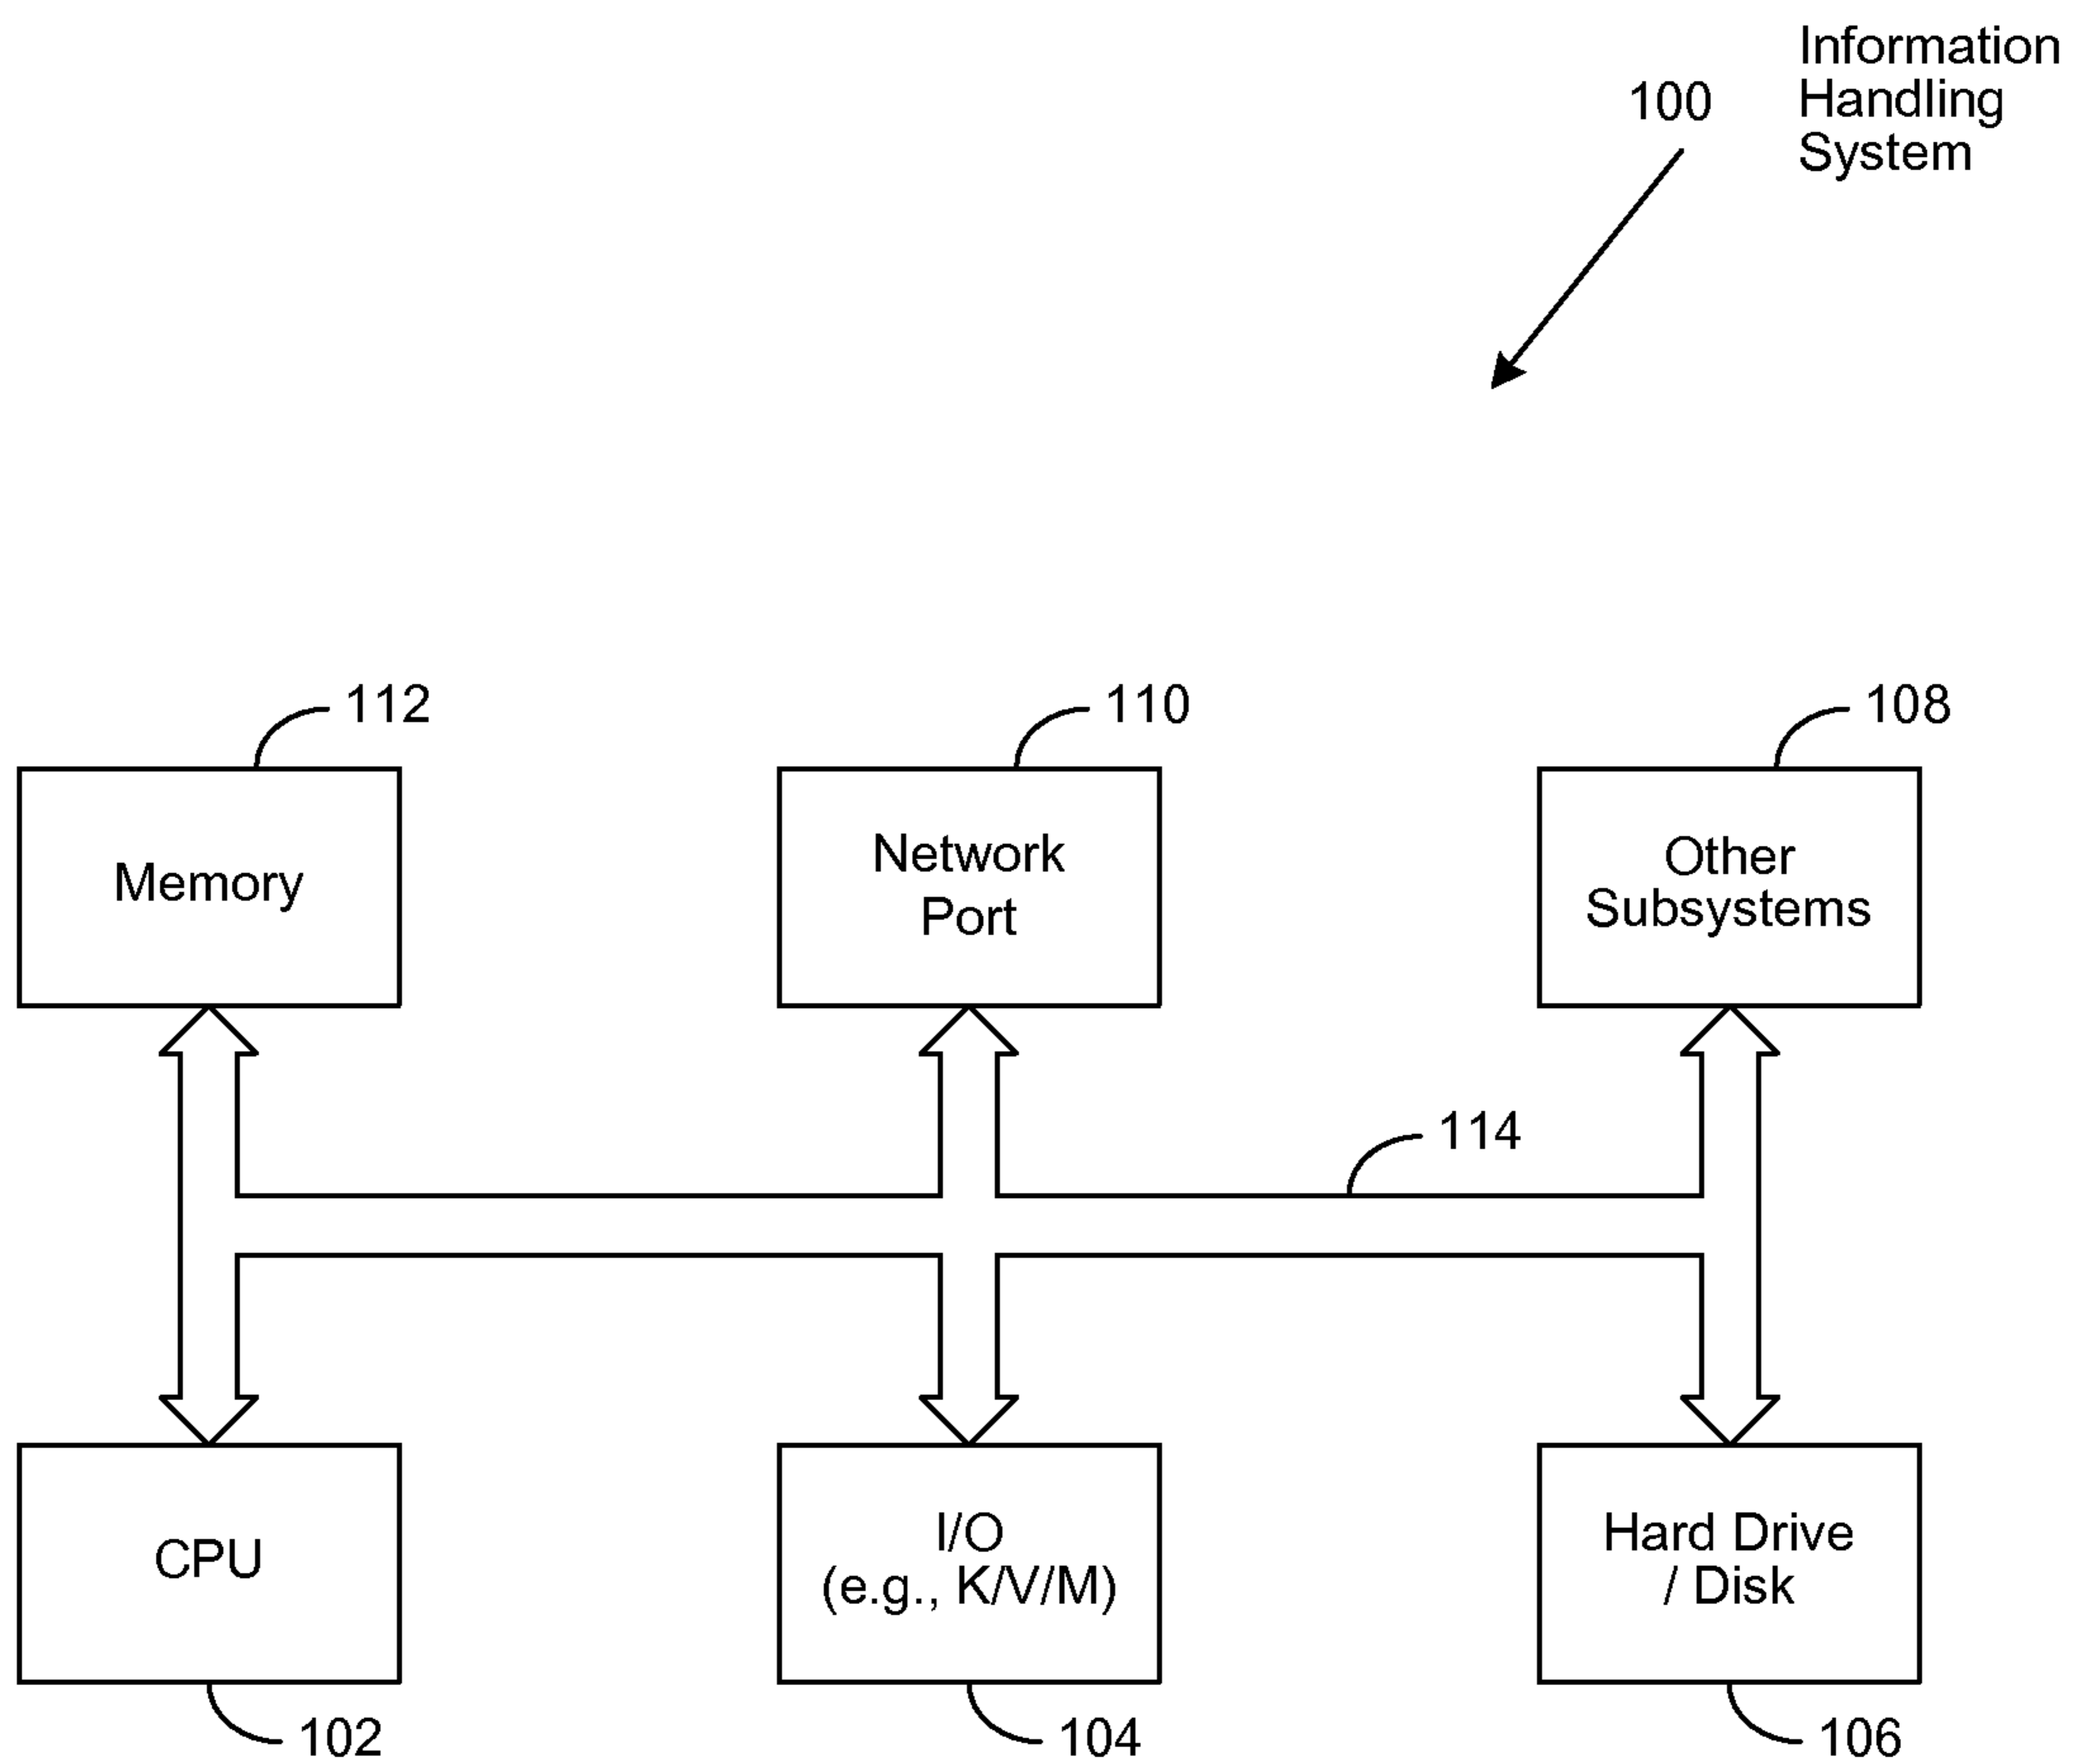 Information
100
Handling
System
112
110
108
Memory
Network
Port
Other
Subsystems
114
CPU
I/O
(e.g., K/V/M)
Hard Drive
/ Disk
102
104
106